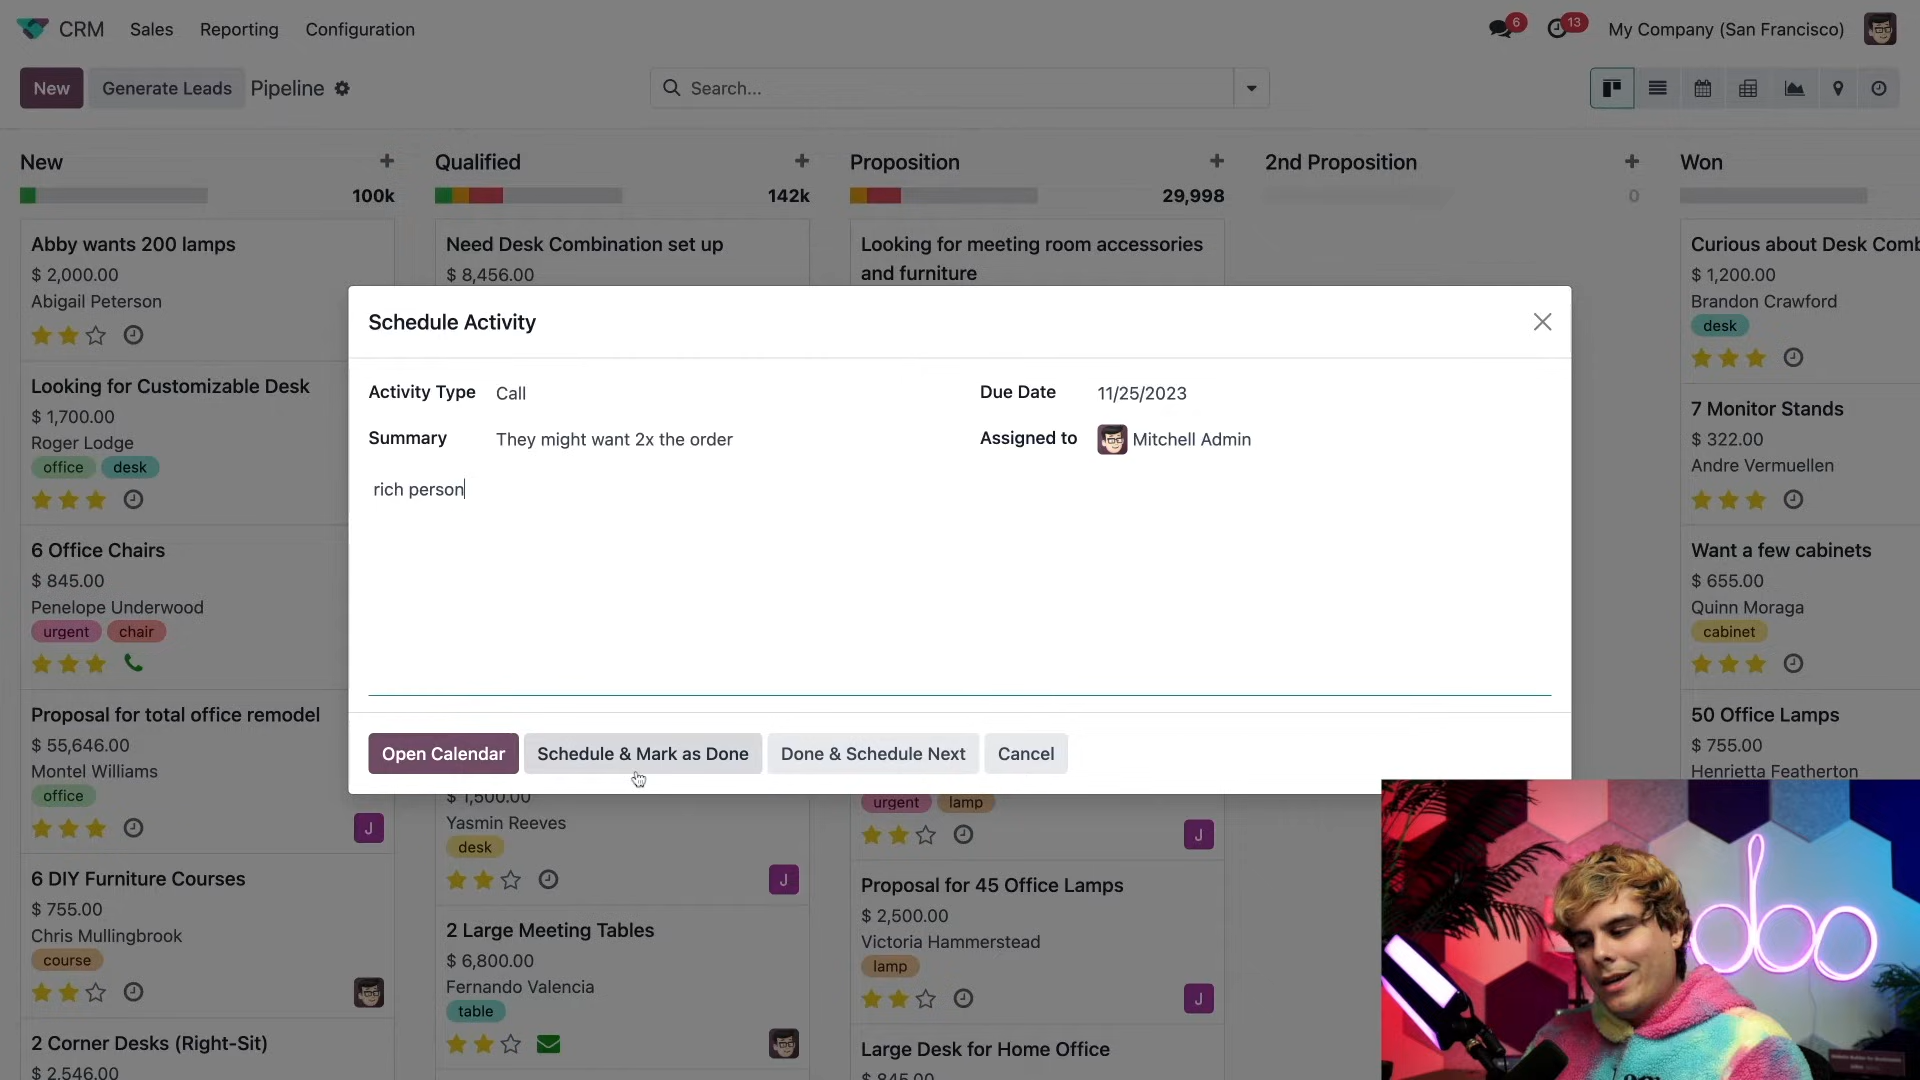 CRM Sales Reporting Configuration 6 13 My Company (San Francisco)
New Generate Leads Pipeline Search...
New
100k
Abby wants 200 lamps
$ 2,000.00
Abigail Peterson
Looking for Customizable Desk
$ 1,700.00
Roger Lodge
office desk
6 Office Chairs
$ 845.00
Penelope Underwood
urgent chair
Proposal for total office remodel
$ 55,646.00
Montel Williams
office
J
6 DIY Furniture Courses
$ 755.00
Chris Mullingbrook
course
2 Corner Desks (Right-Sit)
$ 2,546.00
Qualified
142k
Need Desk Combination set up
$ 8,456.00
$ 1,500.00
Yasmin Reeves
desk
J
2 Large Meeting Tables
$ 6,800.00
Fernando Valencia
table
Proposition
29,998
Looking for meeting room accessories
and furniture
urgent lamp
J
Proposal for 45 Office Lamps
$ 2,500.00
Victoria Hammerstead
lamp
J
Large Desk for Home Office
$ 845.00
2nd Proposition
0
Won
Curious about Desk Comb
$ 1,200.00
Brandon Crawford
desk
7 Monitor Stands
$ 322.00
Andre Vermuellen
Want a few cabinets
$ 655.00
Quinn Moraga
cabinet
50 Office Lamps
$ 755.00
Henrietta Featherton
Schedule Activity
Activity Type Call
Due Date 11/25/2023
Summary They might want 2x the order
Assigned to Mitchell Admin
rich person
Open Calendar Schedule & Mark as Done Done & Schedule Next Cancel